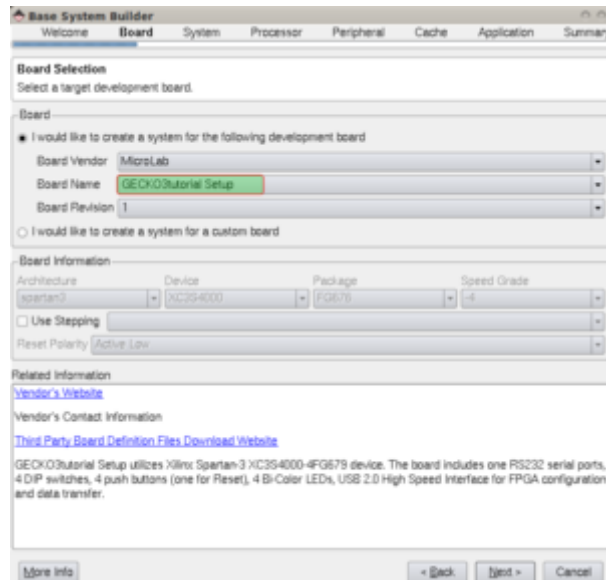 Base System Builder
Welcome Board System Processor Peripheral Cache Application Summary
Board Selection
Select a target development board.
Board
I would like to create a system for the following development board
Board Vendor MicroLab
Board Name GECKO3tutorial Setup
Board Revision 1
I would like to create a system for a custom board
Board Information
Architecture Device Package Speed Grade
spartan3 XC3S4000 FG676 -4
Use Stepping
Reset Polarity Active Low
Related Information
Vendor's Website
Vendor's Contact Information
Third Party Board Definition Files Download Website
GECKO3tutorial Setup utilizes Xilinx Spartan-3 XC3S4000-4FG679 device. The board includes one RS232 serial ports,
4 DIP switches, 4 push buttons (one for Reset), 4 Bi-Color LEDs, USB 2.0 High Speed Interface for FPGA configuration
and data transfer.
More Info < Back Next > Cancel